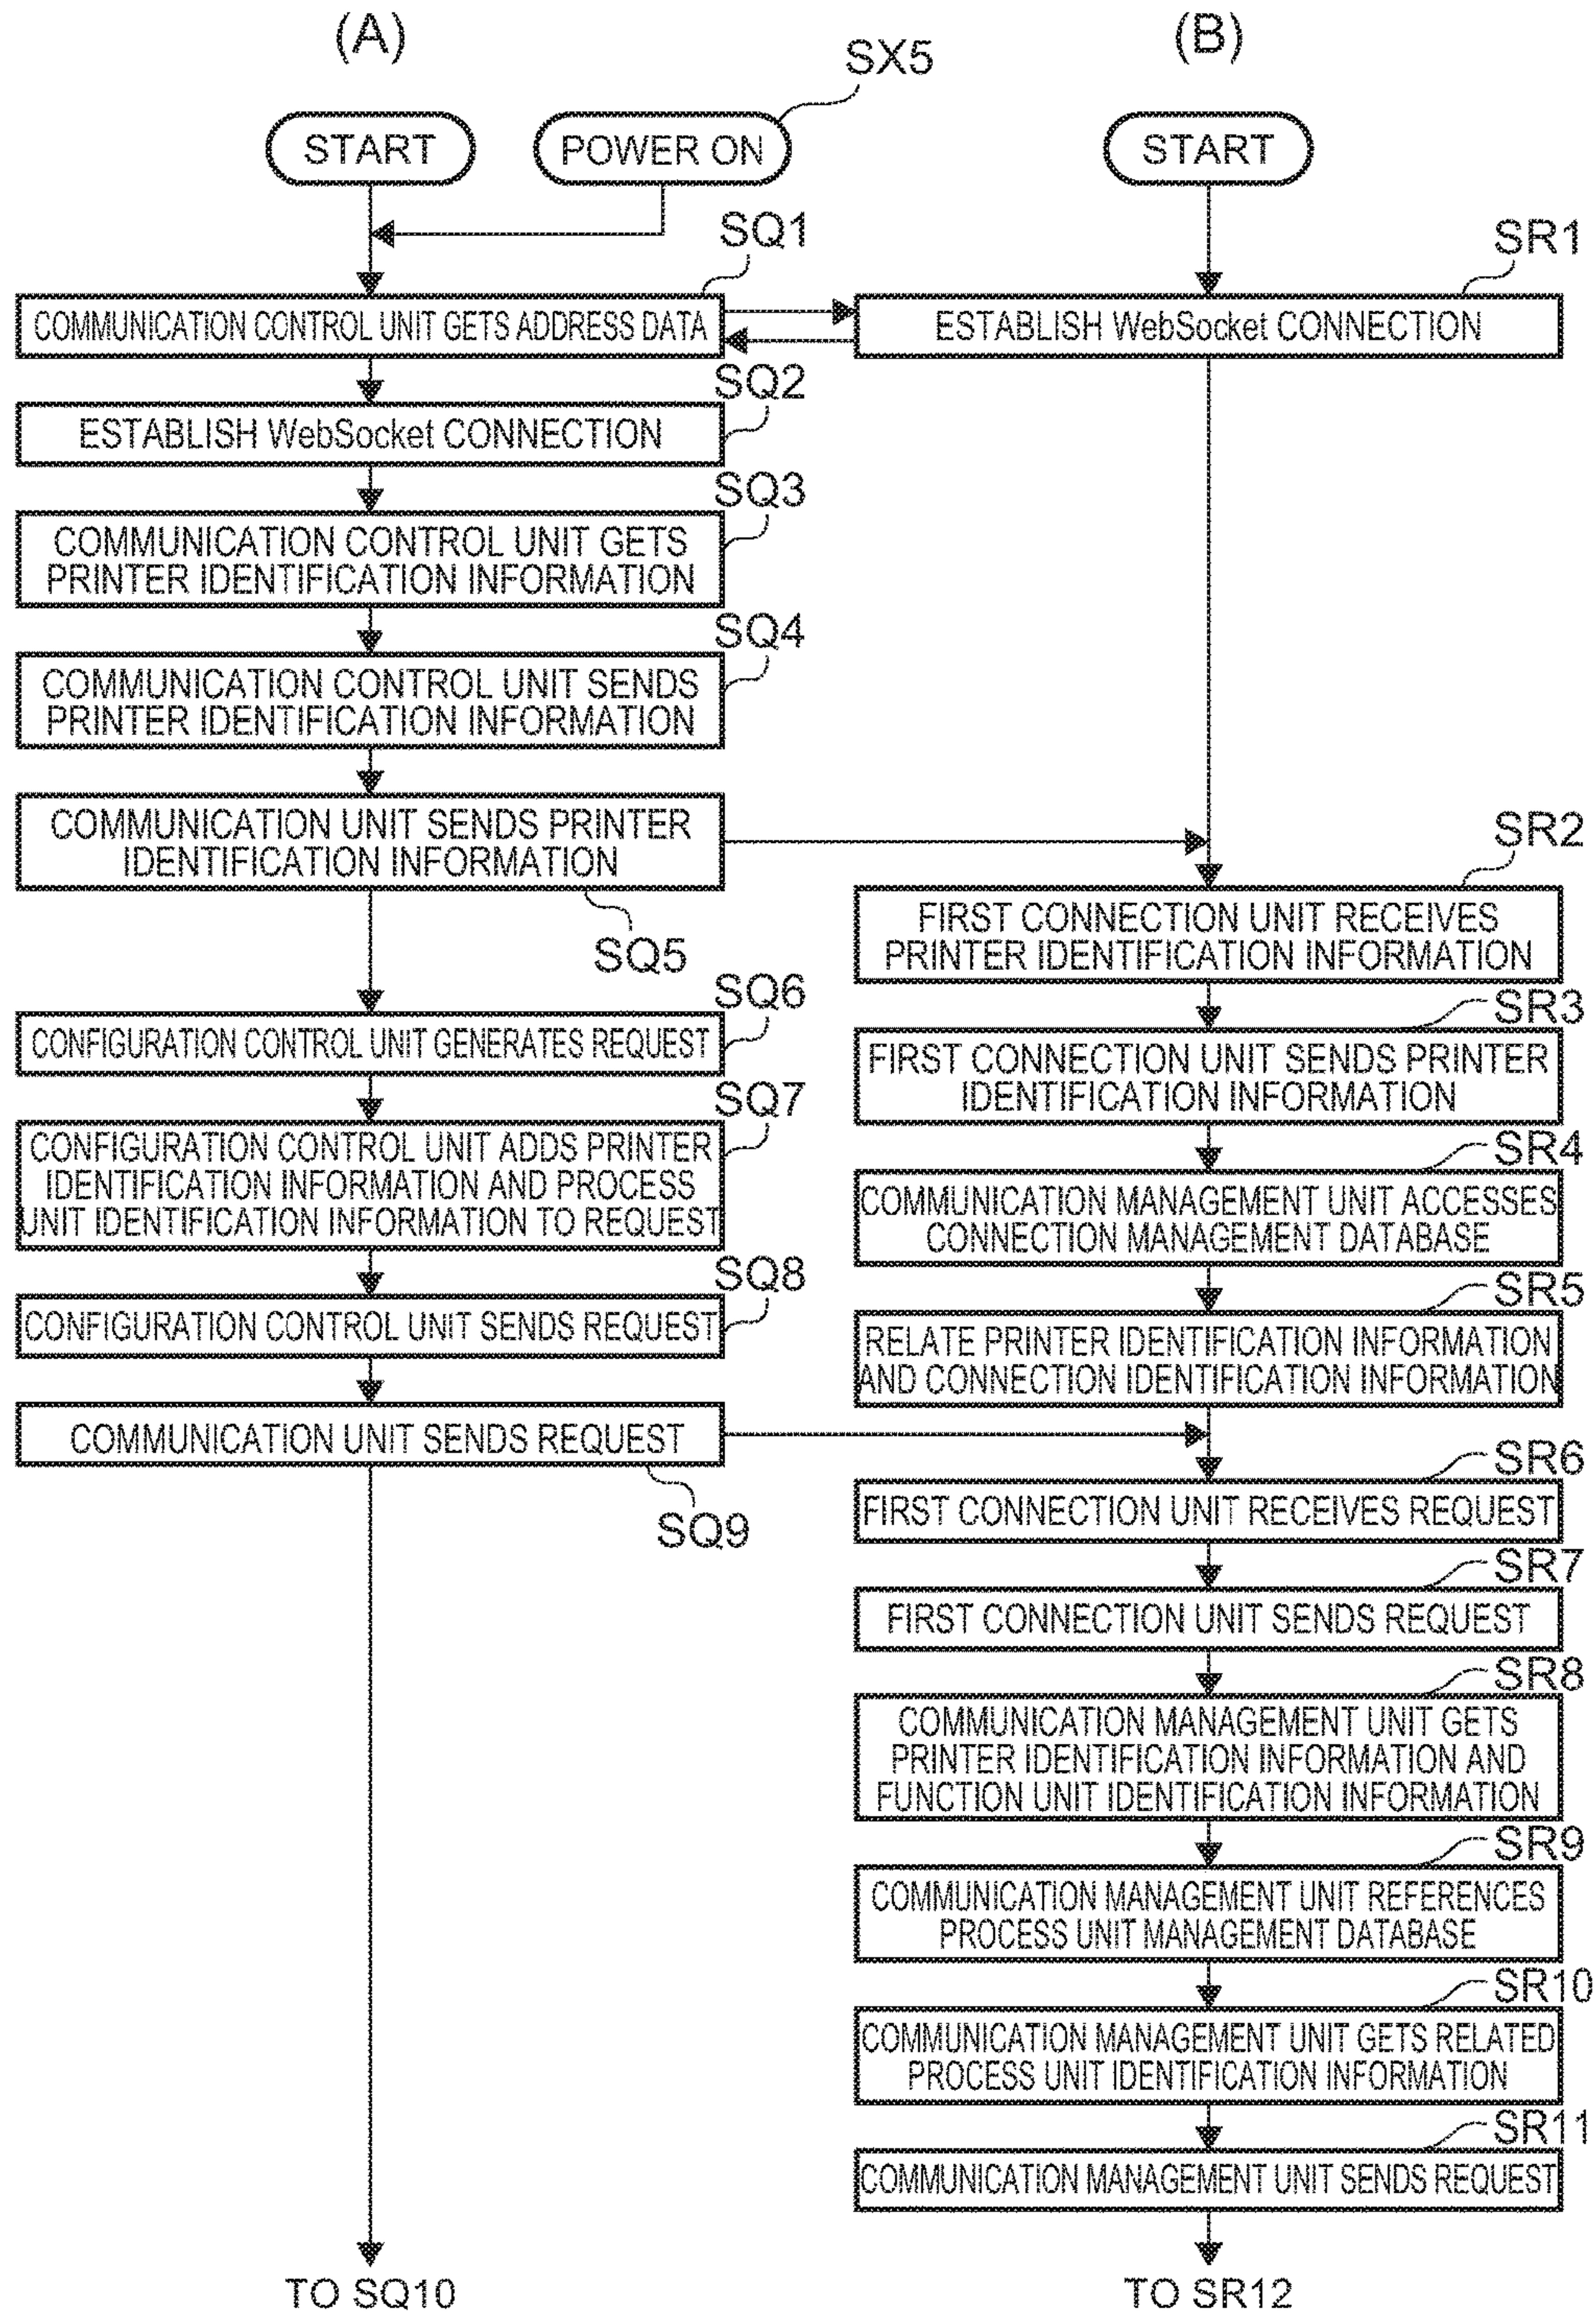 (A)
(B)
SX5
START
POWER ON
START
SQ1
SR1
COMMUNICATION CONTROL UNIT GETS ADDRESS DATA
ESTABLISH WebSocket CONNECTION
SQ2
ESTABLISH WebSocket CONNECTION
SQ3
COMMUNICATION CONTROL UNIT GETS
PRINTER IDENTIFICATION INFORMATION
SQ4
COMMUNICATION CONTROL UNIT SENDS
PRINTER IDENTIFICATION INFORMATION
COMMUNICATION UNIT SENDS PRINTER
IDENTIFICATION INFORMATION
SQ5
SR2
FIRST CONNECTION UNIT RECEIVES
PRINTER IDENTIFICATION INFORMATION
SQ6
CONFIGURATION CONTROL UNIT GENERATES REQUEST
SR3
FIRST CONNECTION UNIT SENDS PRINTER
IDENTIFICATION INFORMATION
SQ7
CONFIGURATION CONTROL UNIT ADDS PRINTER
IDENTIFICATION INFORMATION AND PROCESS
UNIT IDENTIFICATION INFORMATION TO REQUEST
SR4
COMMUNICATION MANAGEMENT UNIT ACCESSES
CONNECTION MANAGEMENT DATABASE
SQ8
CONFIGURATION CONTROL UNIT SENDS REQUEST
SR5
RELATE PRINTER IDENTIFICATION INFORMATION
AND CONNECTION IDENTIFICATION INFORMATION
COMMUNICATION UNIT SENDS REQUEST
SQ9
SR6
FIRST CONNECTION UNIT RECEIVES REQUEST
SR7
FIRST CONNECTION UNIT SENDS REQUEST
SR8
COMMUNICATION MANAGEMENT UNIT GETS
PRINTER IDENTIFICATION INFORMATION AND
FUNCTION UNIT IDENTIFICATION INFORMATION
SR9
COMMUNICATION MANAGEMENT UNIT REFERENCES
PROCESS UNIT MANAGEMENT DATABASE
SR10
COMMUNICATION MANAGEMENT UNIT GETS RELATED
PROCESS UNIT IDENTIFICATION INFORMATION
SR11
COMMUNICATION MANAGEMENT UNIT SENDS REQUEST
TO SQ10
TO SR12